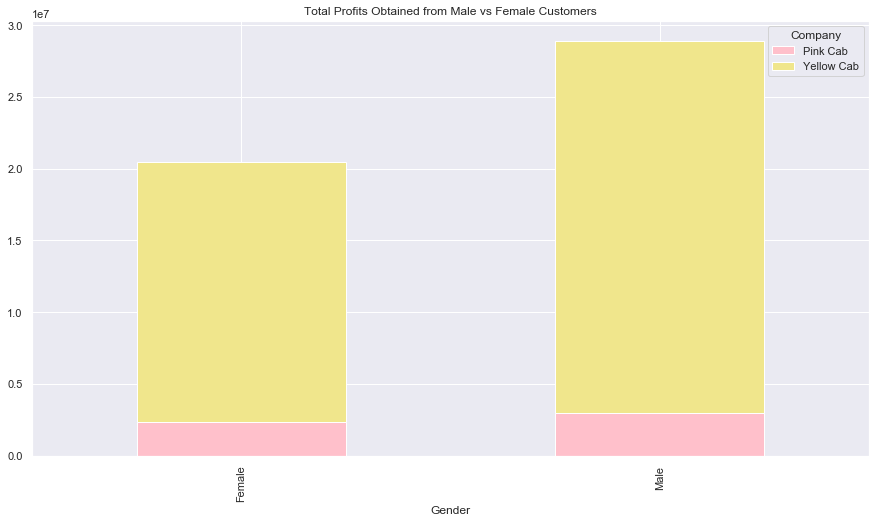 Total Profits Obtained from Male vs Female Customers
1e7
3.0
2.5
2.0
1.5
1.0
0.5
0.0
Company
Pink Cab
Yellow Cab
Female
Male
Gender